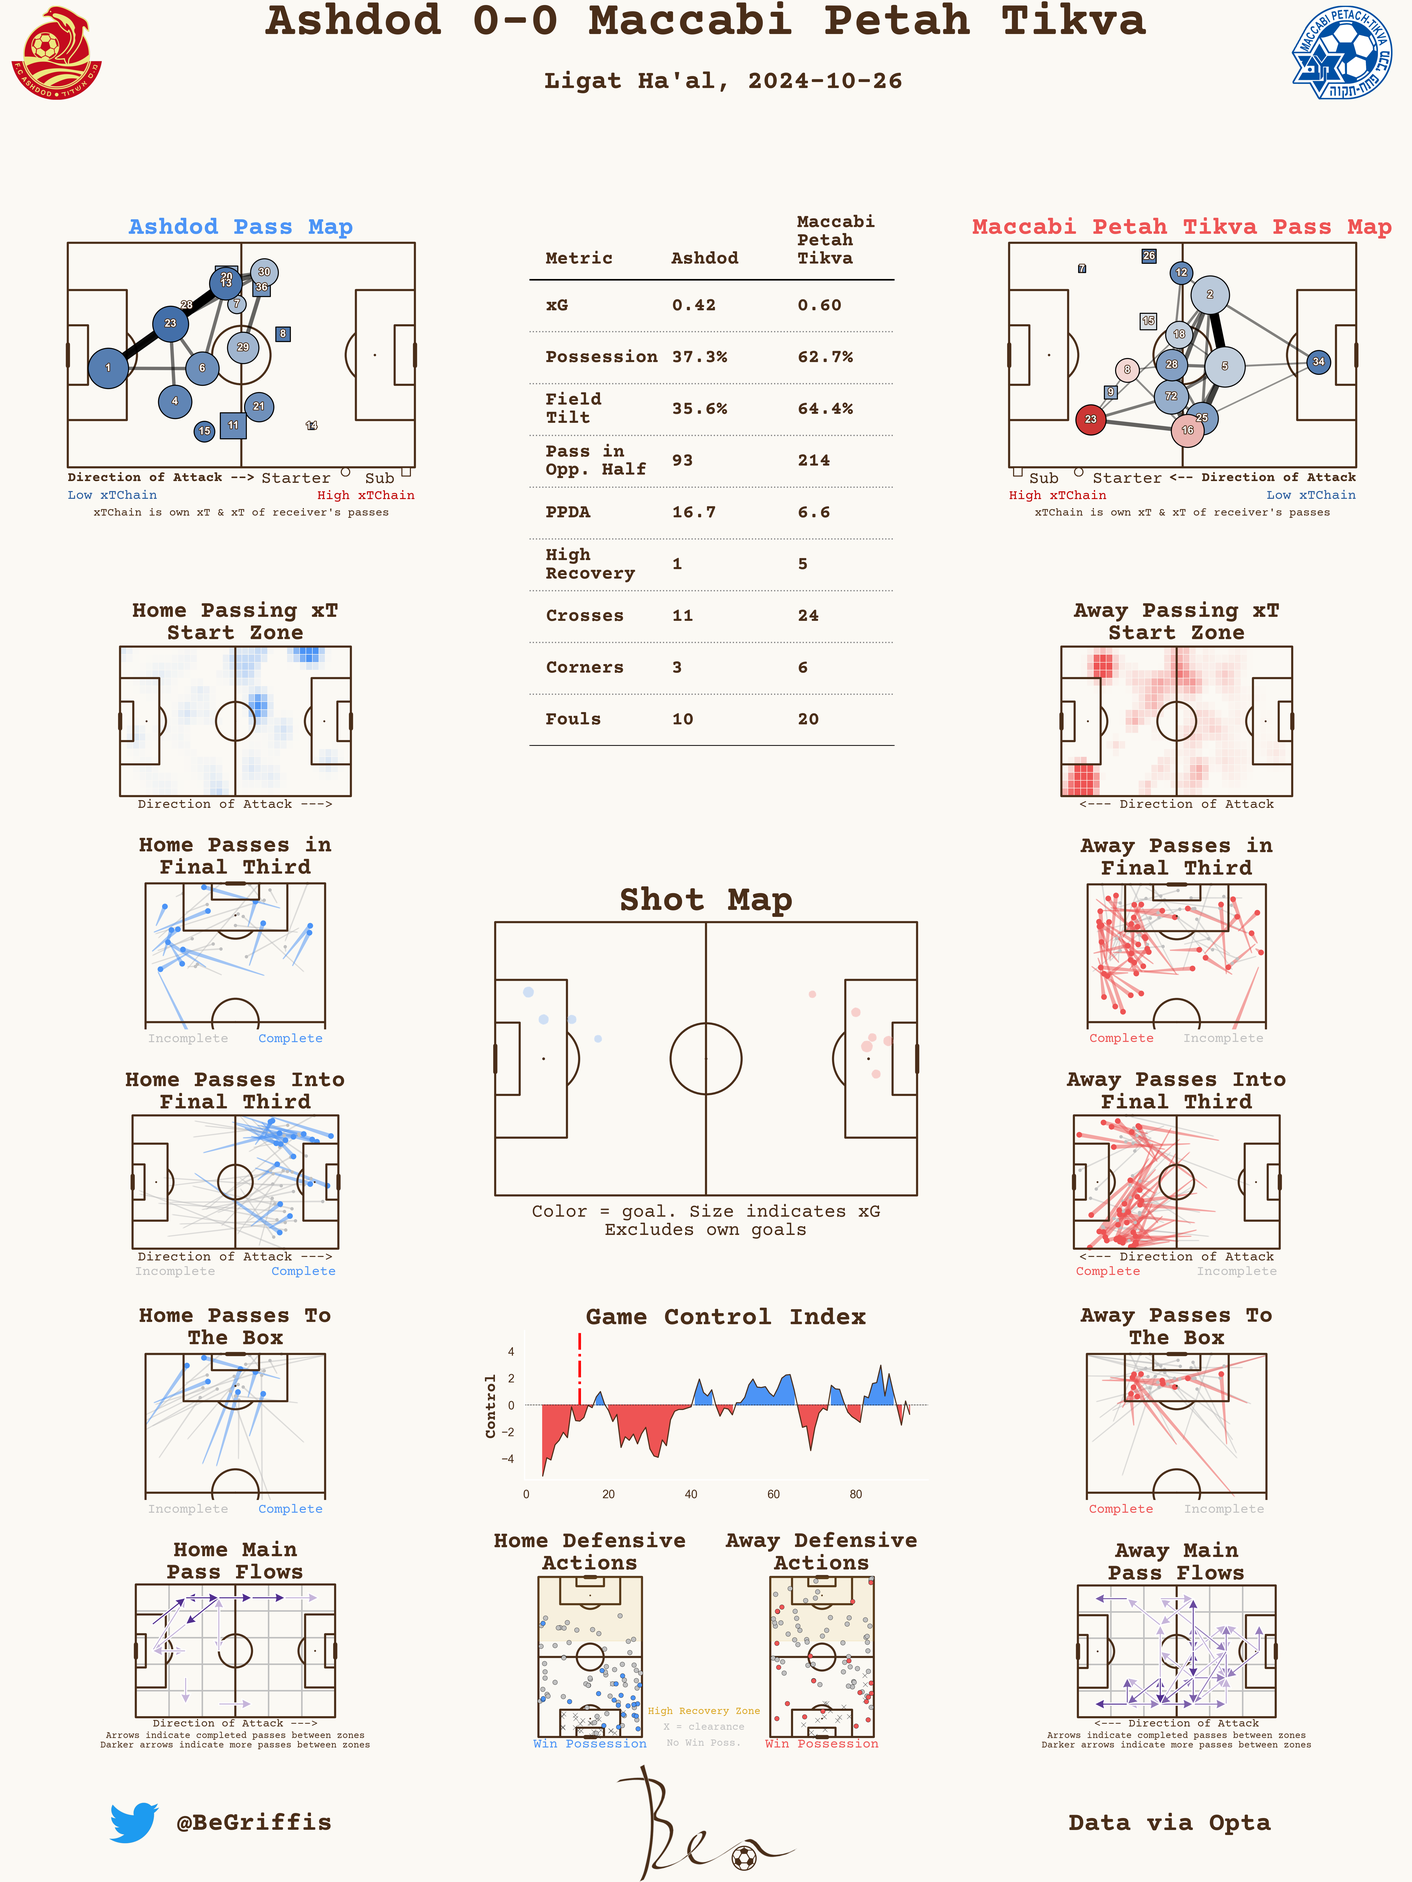 Ashdod 0-0 Maccabi Petah Tikva
Ligat Ha'al, 2024-10-26
F.C ASHDOD • מ.ס אשדוד
MACCABI PETACH-TIKVA
מכבי פתח-תקוה
Ashdod Pass Map
20
30
13
36
28
7
23
8
29
1
6
4
21
15
11
14
Direction of Attack --> Starter Sub
Low xTChain High xTChain
xTChain is own xT & xT of receiver's passes
Metric Ashdod Maccabi Petah Tikva
xG 0.42 0.60
Possession 37.3% 62.7%
Field Tilt 35.6% 64.4%
Pass in Opp. Half 93 214
PPDA 16.7 6.6
High Recovery 1 5
Crosses 11 24
Corners 3 6
Fouls 10 20
Maccabi Petah Tikva Pass Map
26
7
12
2
15
18
34
28
5
8
9
72
23
25
16
Sub Starter <-- Direction of Attack
High xTChain Low xTChain
xTChain is own xT & xT of receiver's passes
Home Passing xT
Start Zone
Direction of Attack --->
Away Passing xT
Start Zone
<--- Direction of Attack
Home Passes in
Final Third
Incomplete Complete
Away Passes in
Final Third
Complete Incomplete
Shot Map
Color = goal. Size indicates xG
Excludes own goals
Home Passes Into
Final Third
Direction of Attack --->
Incomplete Complete
Away Passes Into
Final Third
<--- Direction of Attack
Complete Incomplete
Home Passes To
The Box
Incomplete Complete
Game Control Index
Control
4
2
0
−2
−4
0 20 40 60 80
Away Passes To
The Box
Complete Incomplete
Home Main
Pass Flows
Direction of Attack --->
Arrows indicate completed passes between zones
Darker arrows indicate more passes between zones
Home Defensive
Actions
Win Possession
Away Defensive
Actions
Win Possession
High Recovery Zone
X = clearance
No Win Poss.
Away Main
Pass Flows
<--- Direction of Attack
Arrows indicate completed passes between zones
Darker arrows indicate more passes between zones
@BeGriffis
Ben
Data via Opta